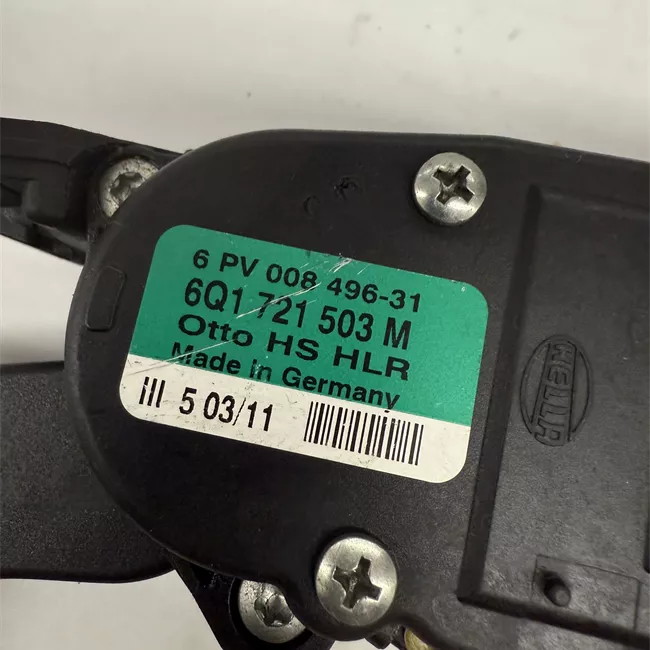 6 PV 008 496-31
6Q1 721 503 M
Otto HS HLR
Made in Germany
III 5 03/11
HELLA